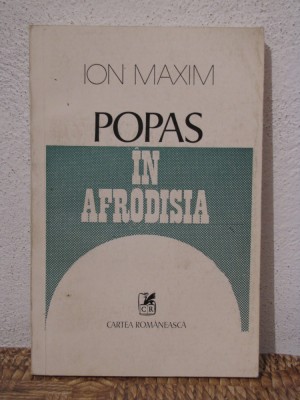 ION MAXIM
POPAS
ÎN
AFRODISIA
CR
CARTEA ROMÂNEASCĂ